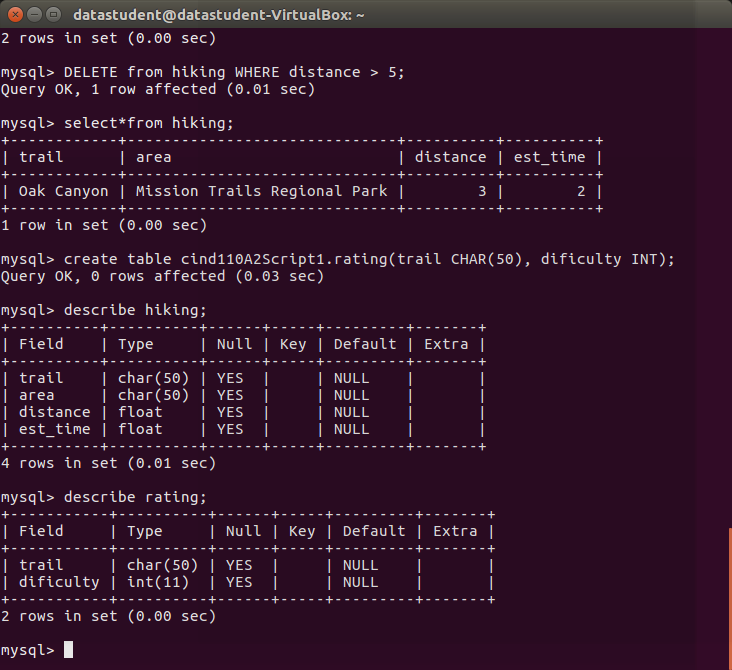 datastudent@datastudent-VirtualBox: ~
2 rows in set (0.00 sec)
mysql> DELETE from hiking WHERE distance > 5;
Query OK, 1 row affected (0.01 sec)
mysql> select*from hiking;
+------------+------------------------------+----------+----------+
| trail      | area                         | distance | est_time |
+------------+------------------------------+----------+----------+
| Oak Canyon | Mission Trails Regional Park |        3 |        2 |
+------------+------------------------------+----------+----------+
1 row in set (0.00 sec)
mysql> create table cind110A2Script1.rating(trail CHAR(50), dificulty INT);
Query OK, 0 rows affected (0.03 sec)
mysql> describe hiking;
+----------+----------+------+-----+---------+-------+
| Field    | Type     | Null | Key | Default | Extra |
+----------+----------+------+-----+---------+-------+
| trail    | char(50) | YES  |     | NULL    |       |
| area     | char(50) | YES  |     | NULL    |       |
| distance | float    | YES  |     | NULL    |       |
| est_time | float    | YES  |     | NULL    |       |
+----------+----------+------+-----+---------+-------+
4 rows in set (0.01 sec)
mysql> describe rating;
+-----------+----------+------+-----+---------+-------+
| Field     | Type     | Null | Key | Default | Extra |
+-----------+----------+------+-----+---------+-------+
| trail     | char(50) | YES  |     | NULL    |       |
| dificulty | int(11)  | YES  |     | NULL    |       |
+-----------+----------+------+-----+---------+-------+
2 rows in set (0.00 sec)
mysql>